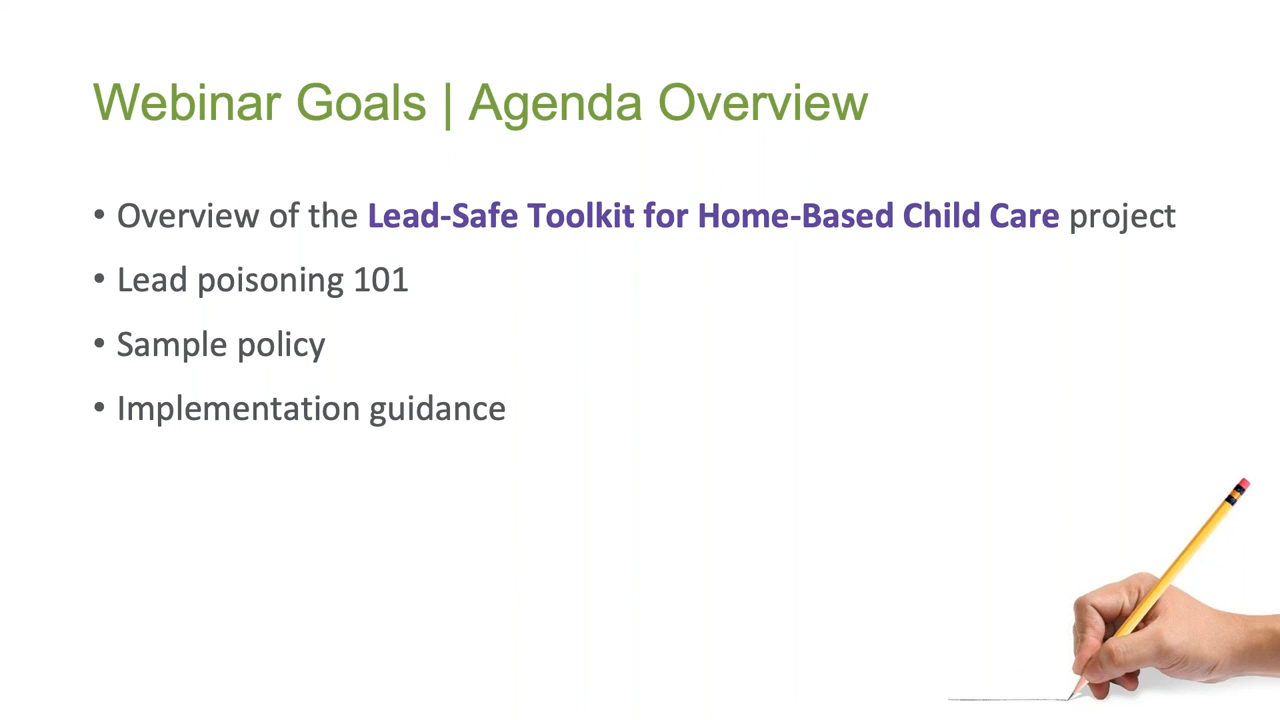 Webinar Goals | Agenda Overview
• Overview of the Lead-Safe Toolkit for Home-Based Child Care project
• Lead poisoning 101
• Sample policy
• Implementation guidance